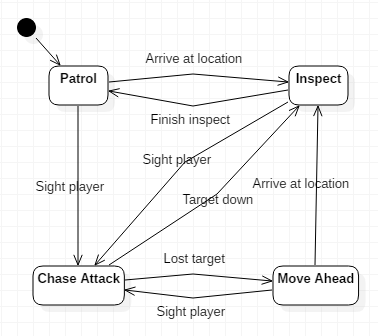 Arrive at location
Patrol
Inspect
Finish inspect
Sight player
Sight player
Arrive at location
Target down
Lost target
Chase Attack
Move Ahead
Sight player